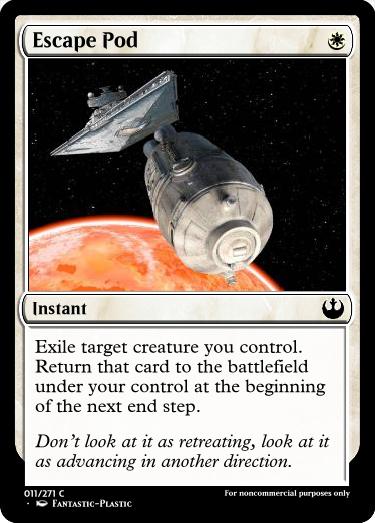 Escape Pod
Instant
Exile target creature you control.
Return that card to the battlefield
under your control at the beginning
of the next end step.
Don't look at it as retreating, look at it
as advancing in another direction.
011/271 C
For noncommercial purposes only
· Fantastic-Plastic